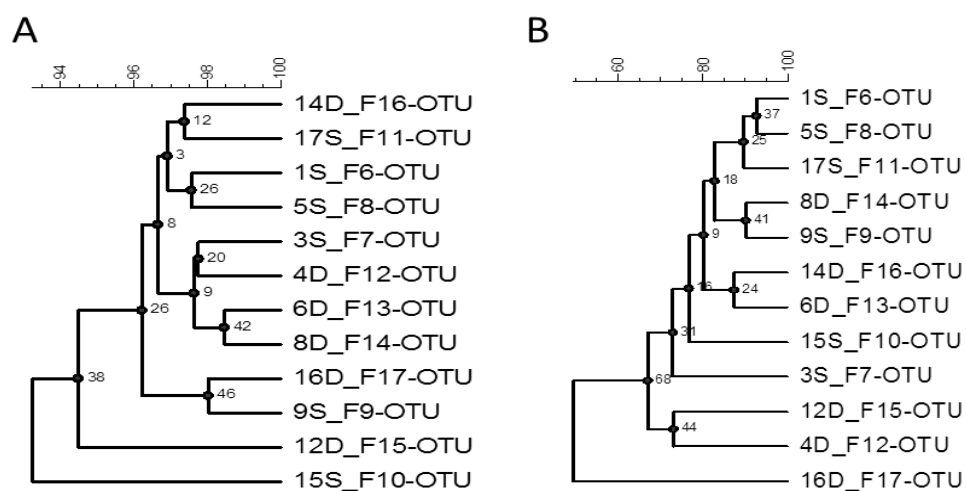 A
94
96
98
100
14D_F16-OTU
12
17S_F11-OTU
3
1S_F6-OTU
26
5S_F8-OTU
8
3S_F7-OTU
20
4D_F12-OTU
9
6D_F13-OTU
26
42
8D_F14-OTU
16D_F17-OTU
38
46
9S_F9-OTU
12D_F15-OTU
15S_F10-OTU
B
60
80
100
1S_F6-OTU
37
5S_F8-OTU
25
17S_F11-OTU
18
8D_F14-OTU
41
9S_F9-OTU
9
14D_F16-OTU
24
16
6D_F13-OTU
31
15S_F10-OTU
3S_F7-OTU
68
12D_F15-OTU
44
4D_F12-OTU
16D_F17-OTU